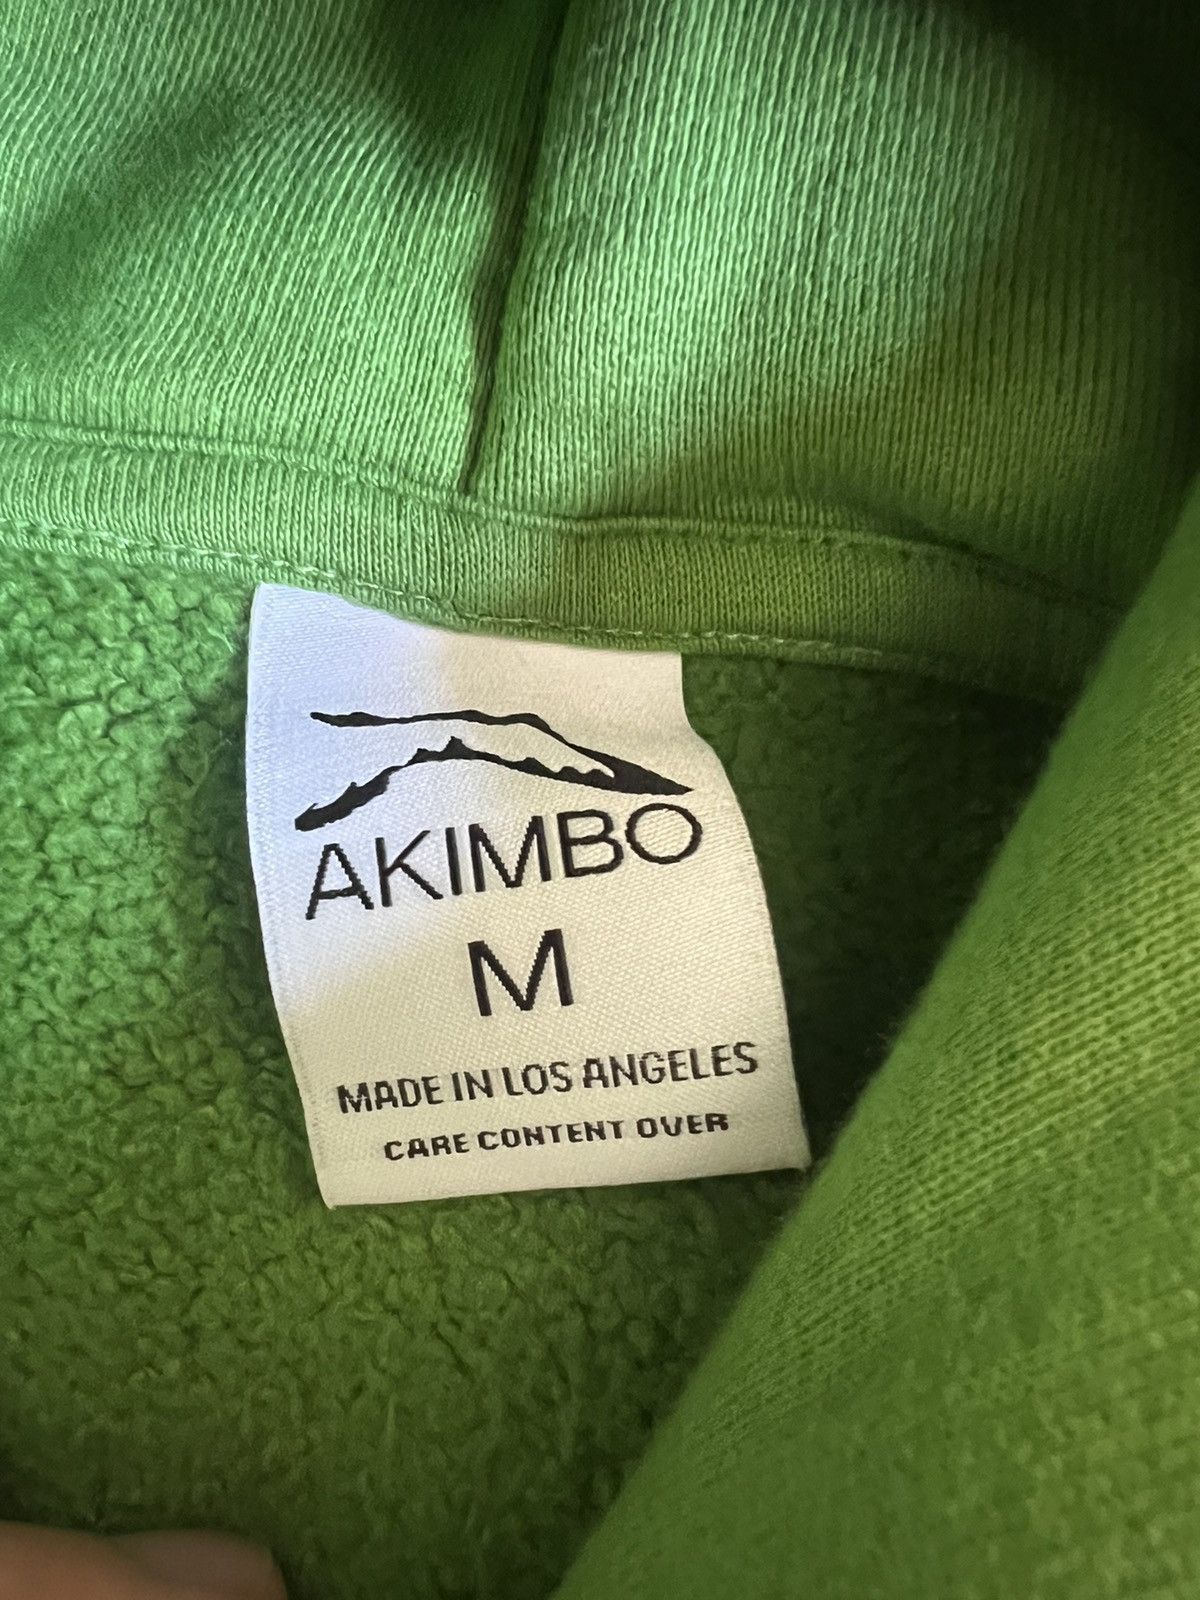 AKIMBO
M
MADE IN LOS ANGELES
CARE CONTENT OVER